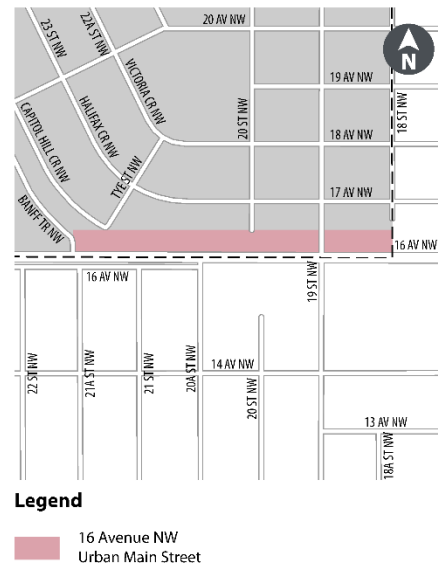 20 AV NW
23 ST NW
22A ST NW
VICTORIA CR NW
N
19 AV NW
CAPITOL HILL CR NW
HALIFAX CR NW
20 ST NW
18 ST NW
18 AV NW
TYE ST NW
17 AV NW
BANFF TR NW
16 AV NW
16 AV NW
19 ST NW
22 ST NW
21A ST NW
21 ST NW
20A ST NW
14 AV NW
20 ST NW
13 AV NW
18A ST NW
Legend
16 Avenue NW
Urban Main Street